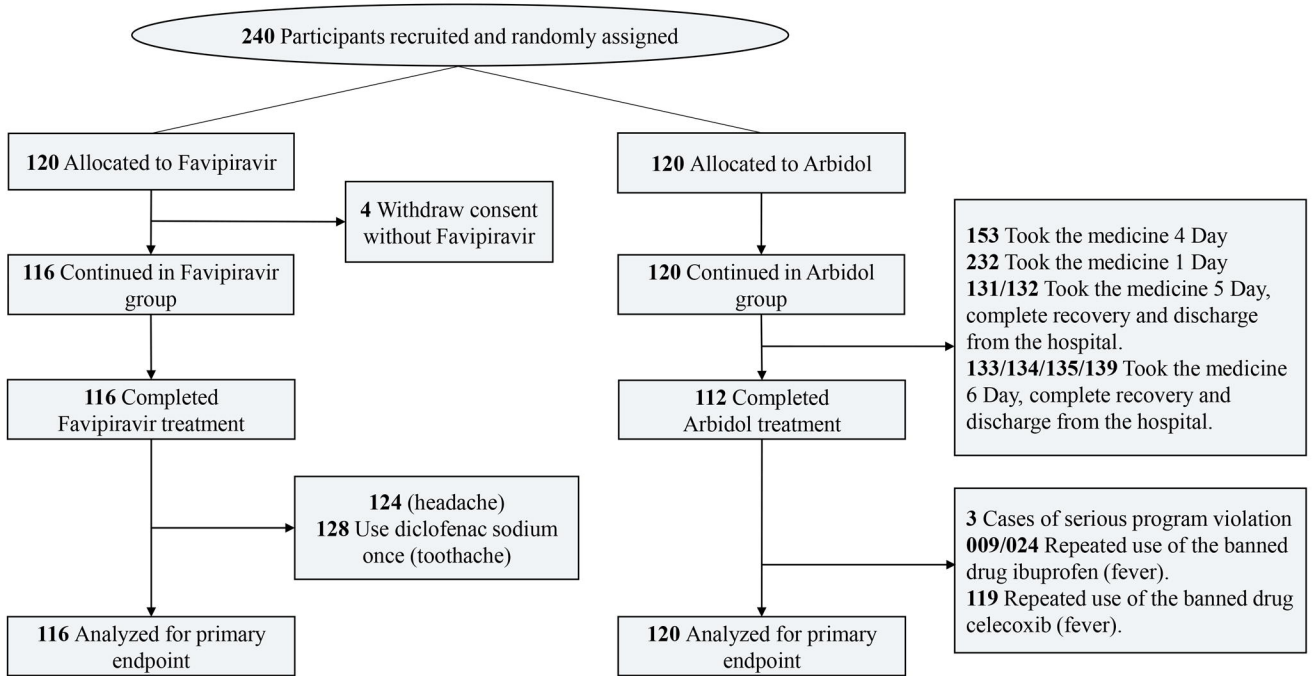 240 Participants recruited and randomly assigned
120 Allocated to Favipiravir
120 Allocated to Arbidol
4 Withdraw consent
without Favipiravir
153 Took the medicine 4 Day
232 Took the medicine 1 Day
131/132 Took the medicine 5 Day,
complete recovery and discharge
from the hospital.
133/134/135/139 Took the medicine
6 Day, complete recovery and
discharge from the hospital.
116 Continued in Favipiravir
group
120 Continued in Arbidol
group
116 Completed
Favipiravir treatment
112 Completed
Arbidol treatment
124 (headache)
128 Use diclofenac sodium
once (toothache)
3 Cases of serious program violation
009/024 Repeated use of the banned
drug ibuprofen (fever).
119 Repeated use of the banned drug
celecoxib (fever).
116 Analyzed for primary
endpoint
120 Analyzed for primary
endpoint